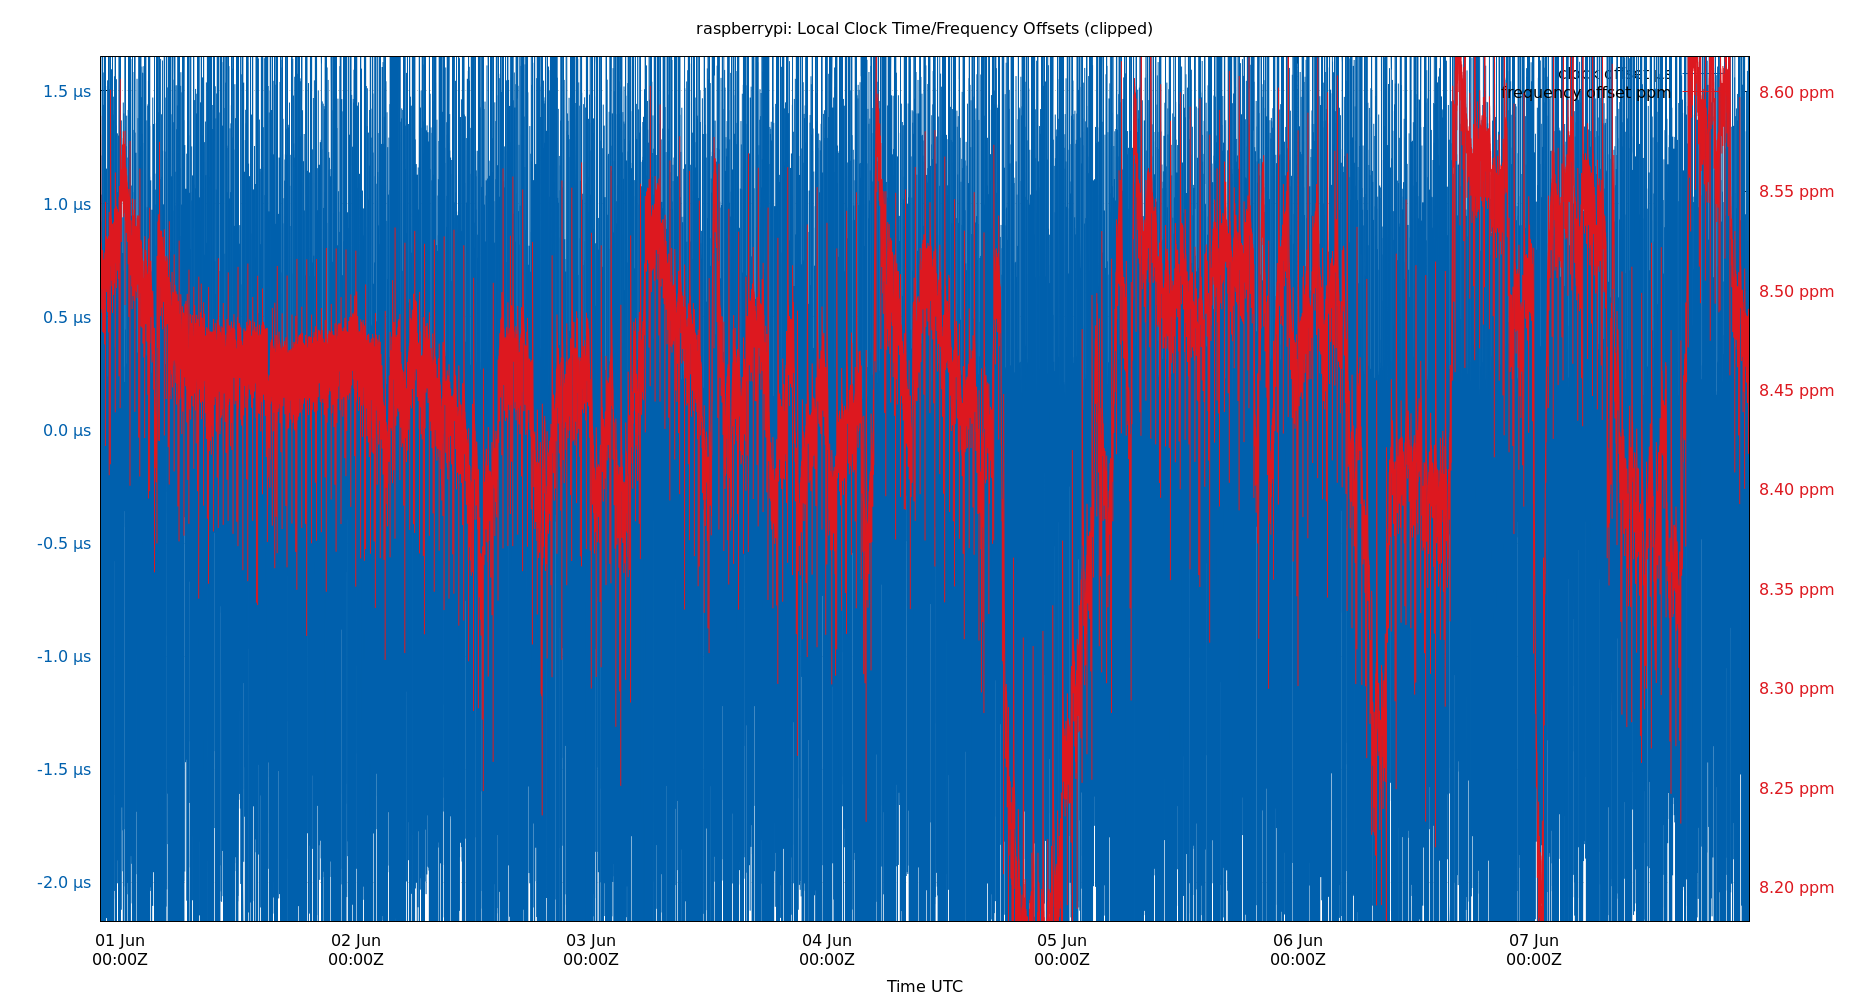 raspberrypi: Local Clock Time/Frequency Offsets (clipped)
clock offset µs
frequency offset ppm
1.5 µs
1.0 µs
0.5 µs
0.0 µs
-0.5 µs
-1.0 µs
-1.5 µs
-2.0 µs
8.60 ppm
8.55 ppm
8.50 ppm
8.45 ppm
8.40 ppm
8.35 ppm
8.30 ppm
8.25 ppm
8.20 ppm
01 Jun 02 Jun 03 Jun 04 Jun 05 Jun 06 Jun 07 Jun
00:00Z 00:00Z 00:00Z 00:00Z 00:00Z 00:00Z 00:00Z
Time UTC